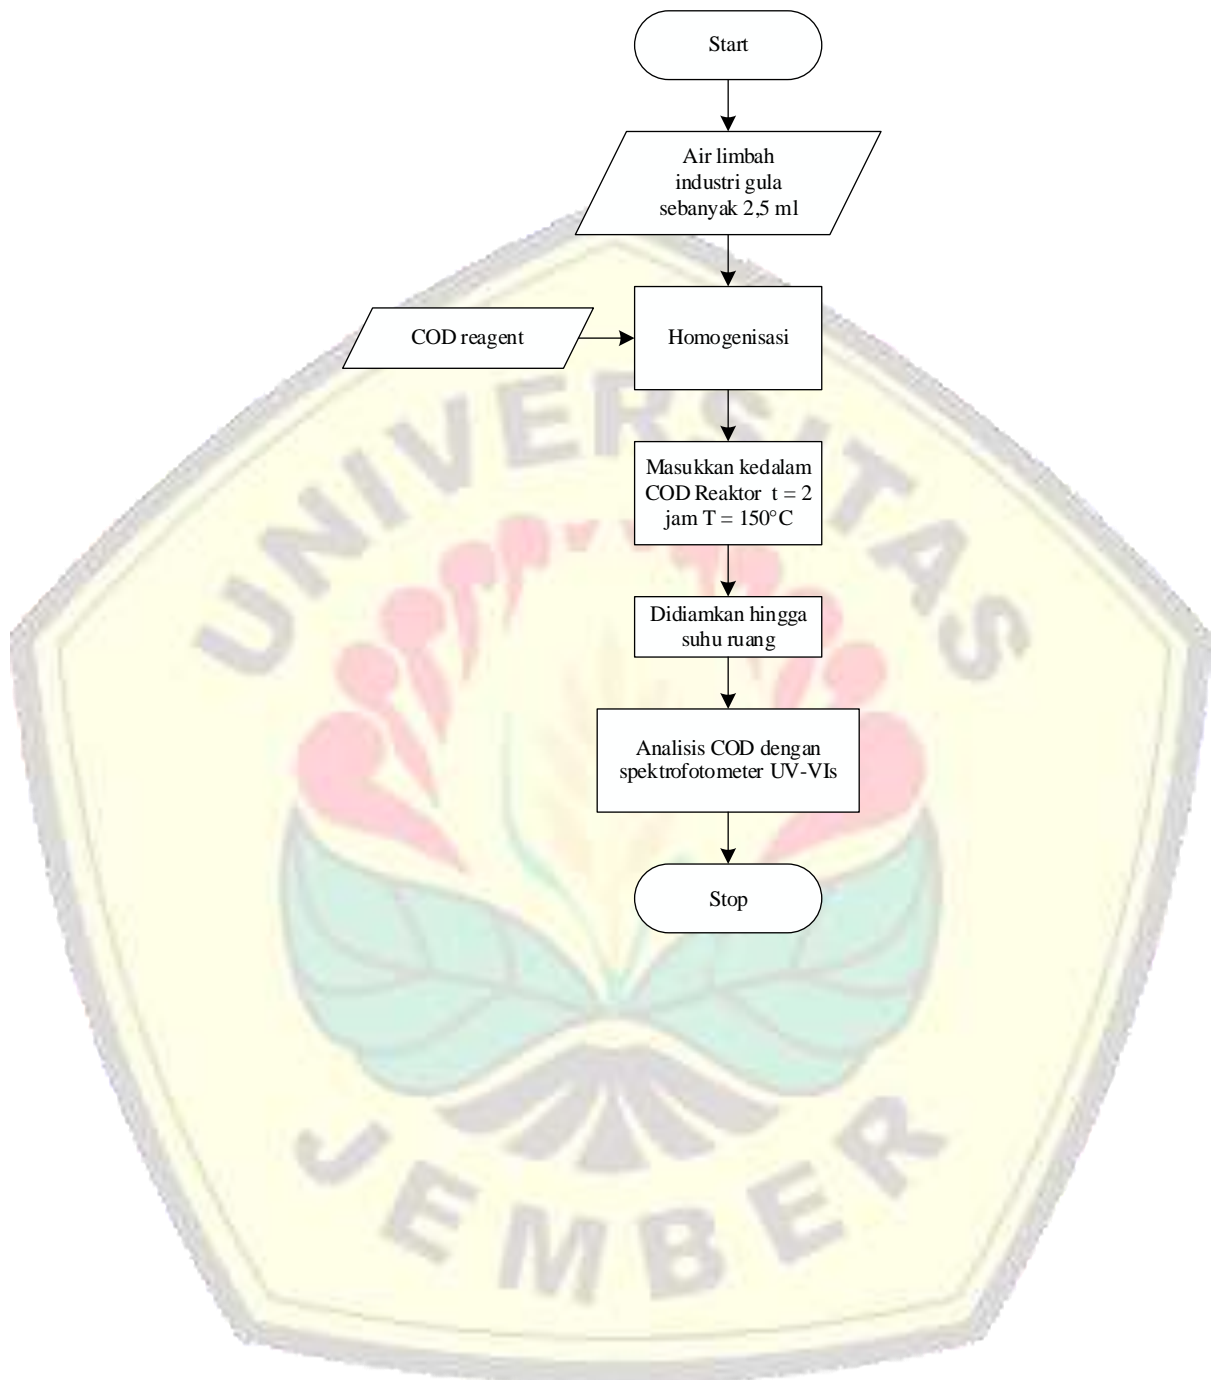 Start
Air limbah
industri gula
sebanyak 2,5 ml
COD reagent
Homogenisasi
Masukkan kedalam
COD Reaktor t = 2
jam T = 150°C
Didiamkan hingga
suhu ruang
Analisis COD dengan
spektrofotometer UV-VIs
Stop
UNIVERSITAS
JEMBER